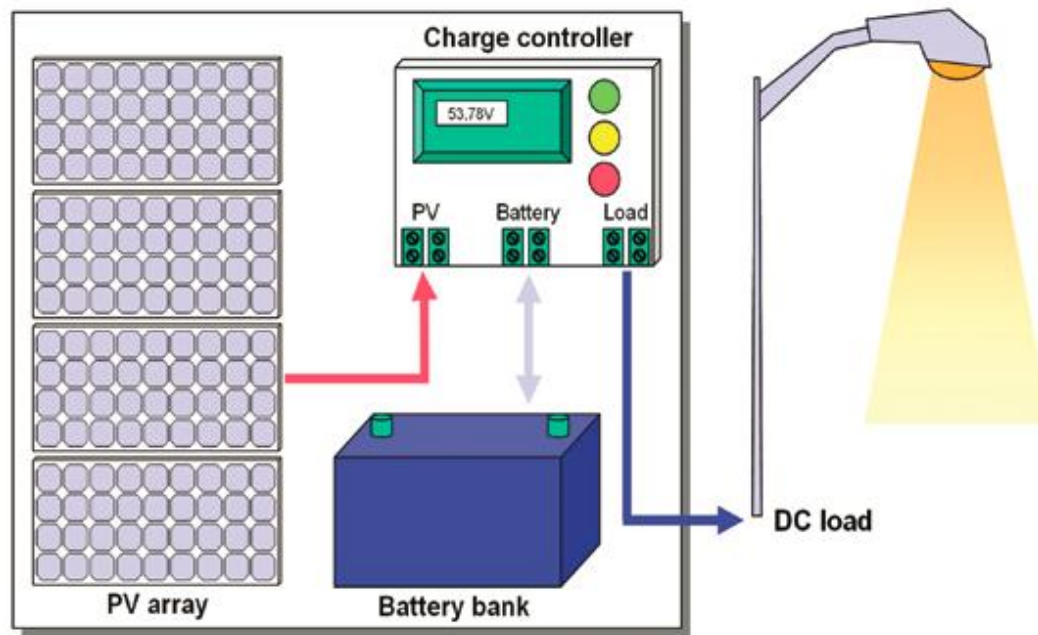 Charge controller
53,78V
PV
Battery
Load
DC load
PV array
Battery bank